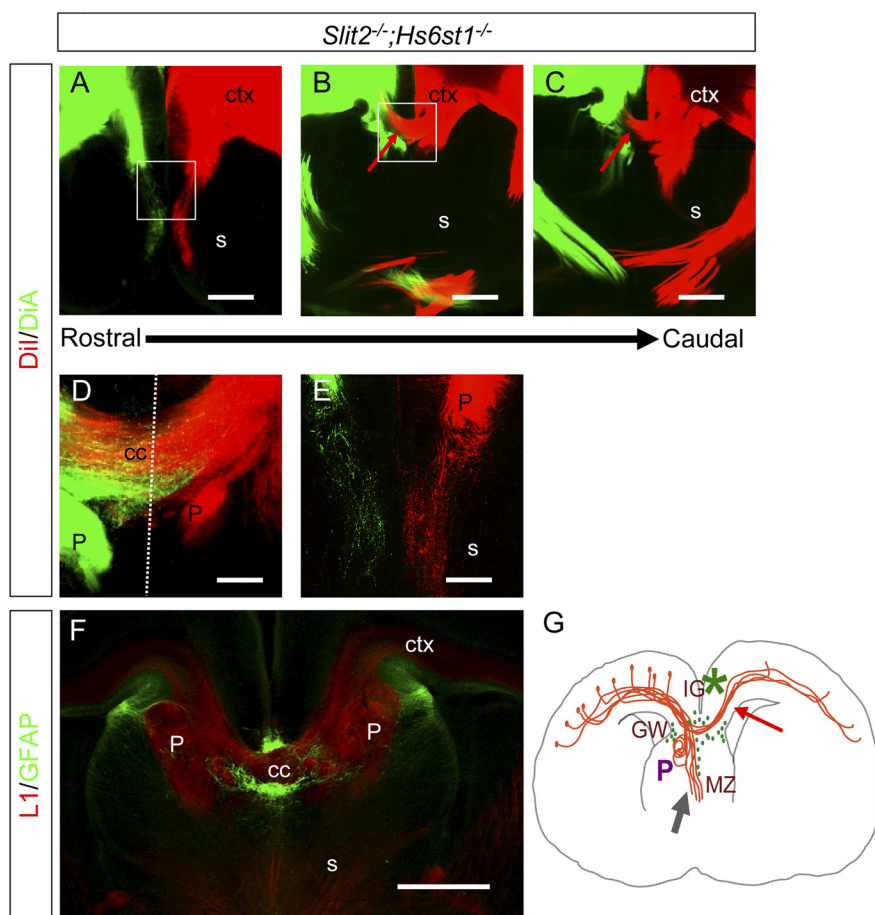 Slit2-/-;Hs6st1-/-
DiI/DiA
A
ctx
s
B
ctx
s
C
ctx
s
Rostral
Caudal
D
cc
P
P
E
P
s
L1/GFAP
F
ctx
P
P
cc
s
G
IG
*
GW
P
MZ